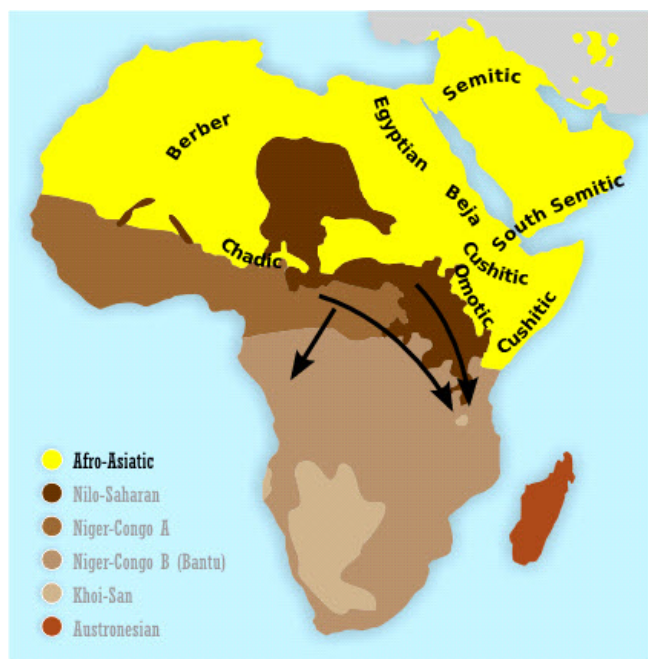 Semitic
Berber
Egyptian
Beja
South Semitic
Chadic
Cushitic
Omotic
Cushitic
Afro-Asiatic
Nilo-Saharan
Niger-Congo A
Niger-Congo B (Bantu)
Khoi-San
Austronesian